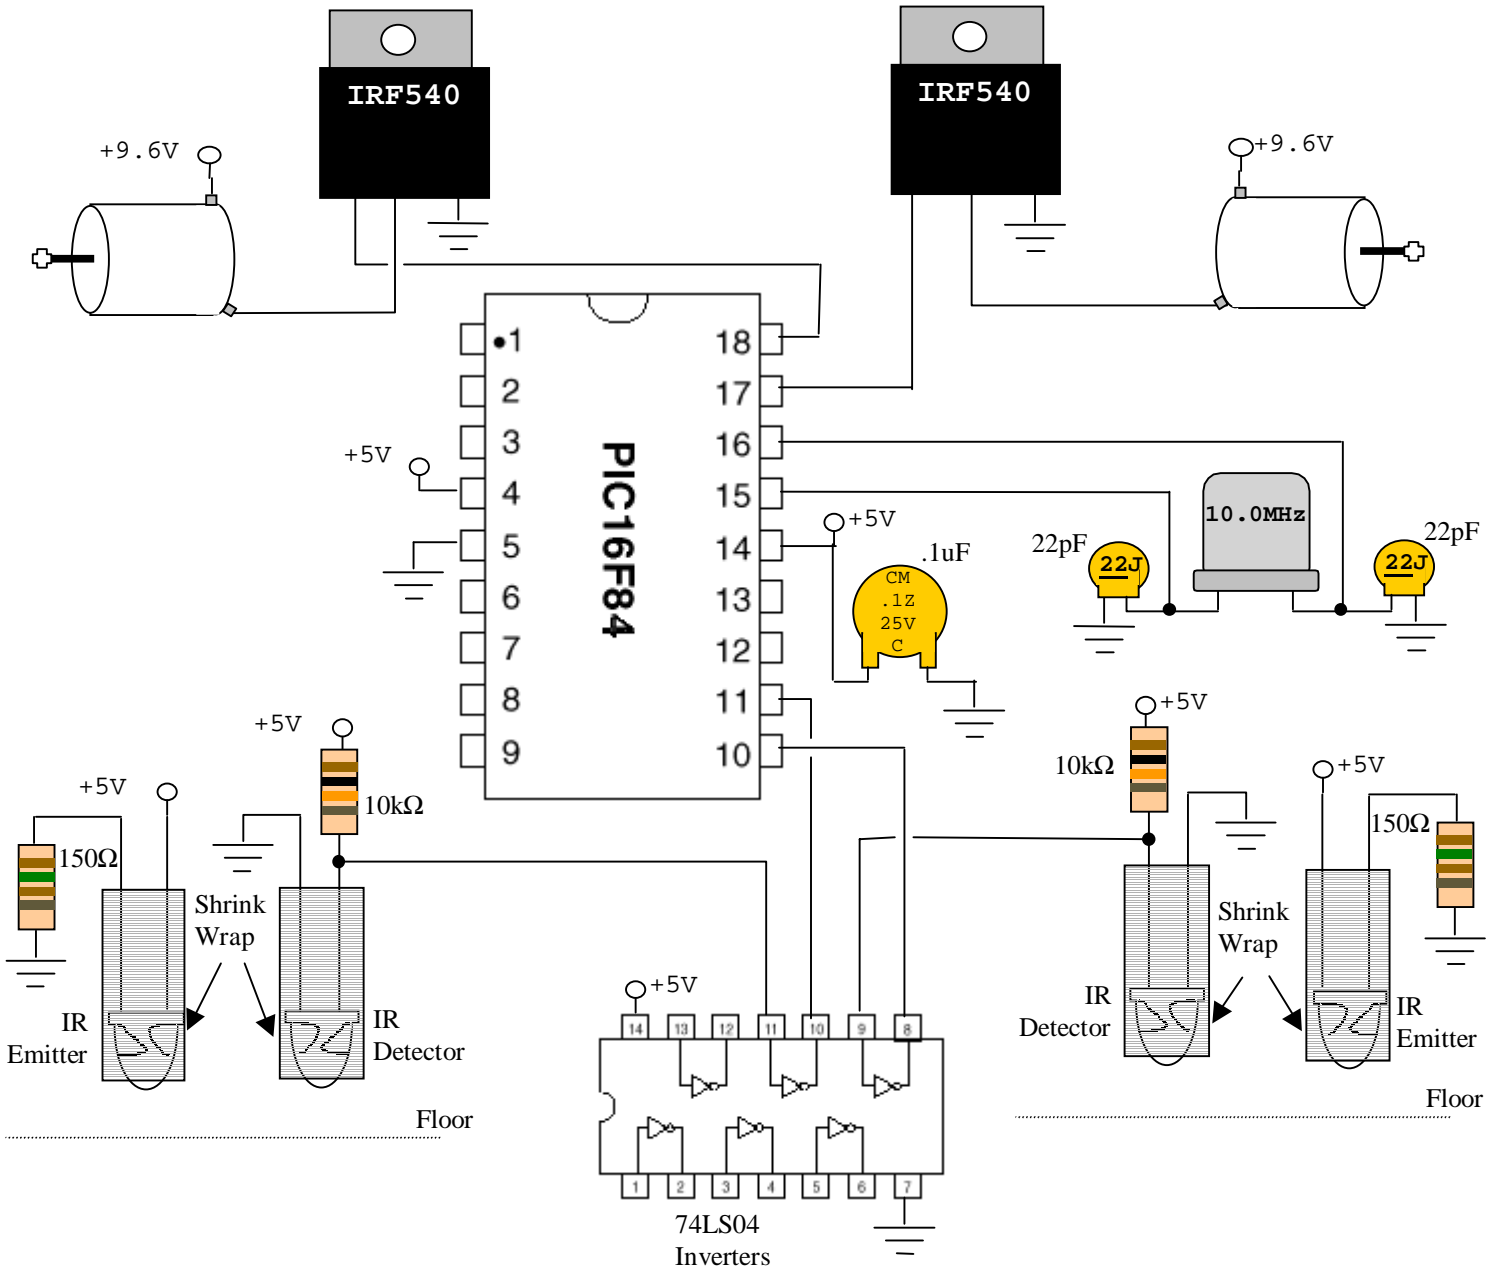 IRF540
IRF540
+9.6V
+9.6V
1
18
2
17
3
16
+5V
4
15
5
14
6
13
7
12
8
11
9
10
PIC16F84
+5V
.1uF
CM
.1Z
25V
C
10.0MHz
22pF
22J
22pF
22J
+5V
10kΩ
+5V
150Ω
Shrink
Wrap
IR
Emitter
IR
Detector
Floor
+5V
10kΩ
+5V
150Ω
Shrink
Wrap
IR
Detector
IR
Emitter
Floor
+5V
14
13
12
11
10
9
8
1
2
3
4
5
6
7
74LS04
Inverters